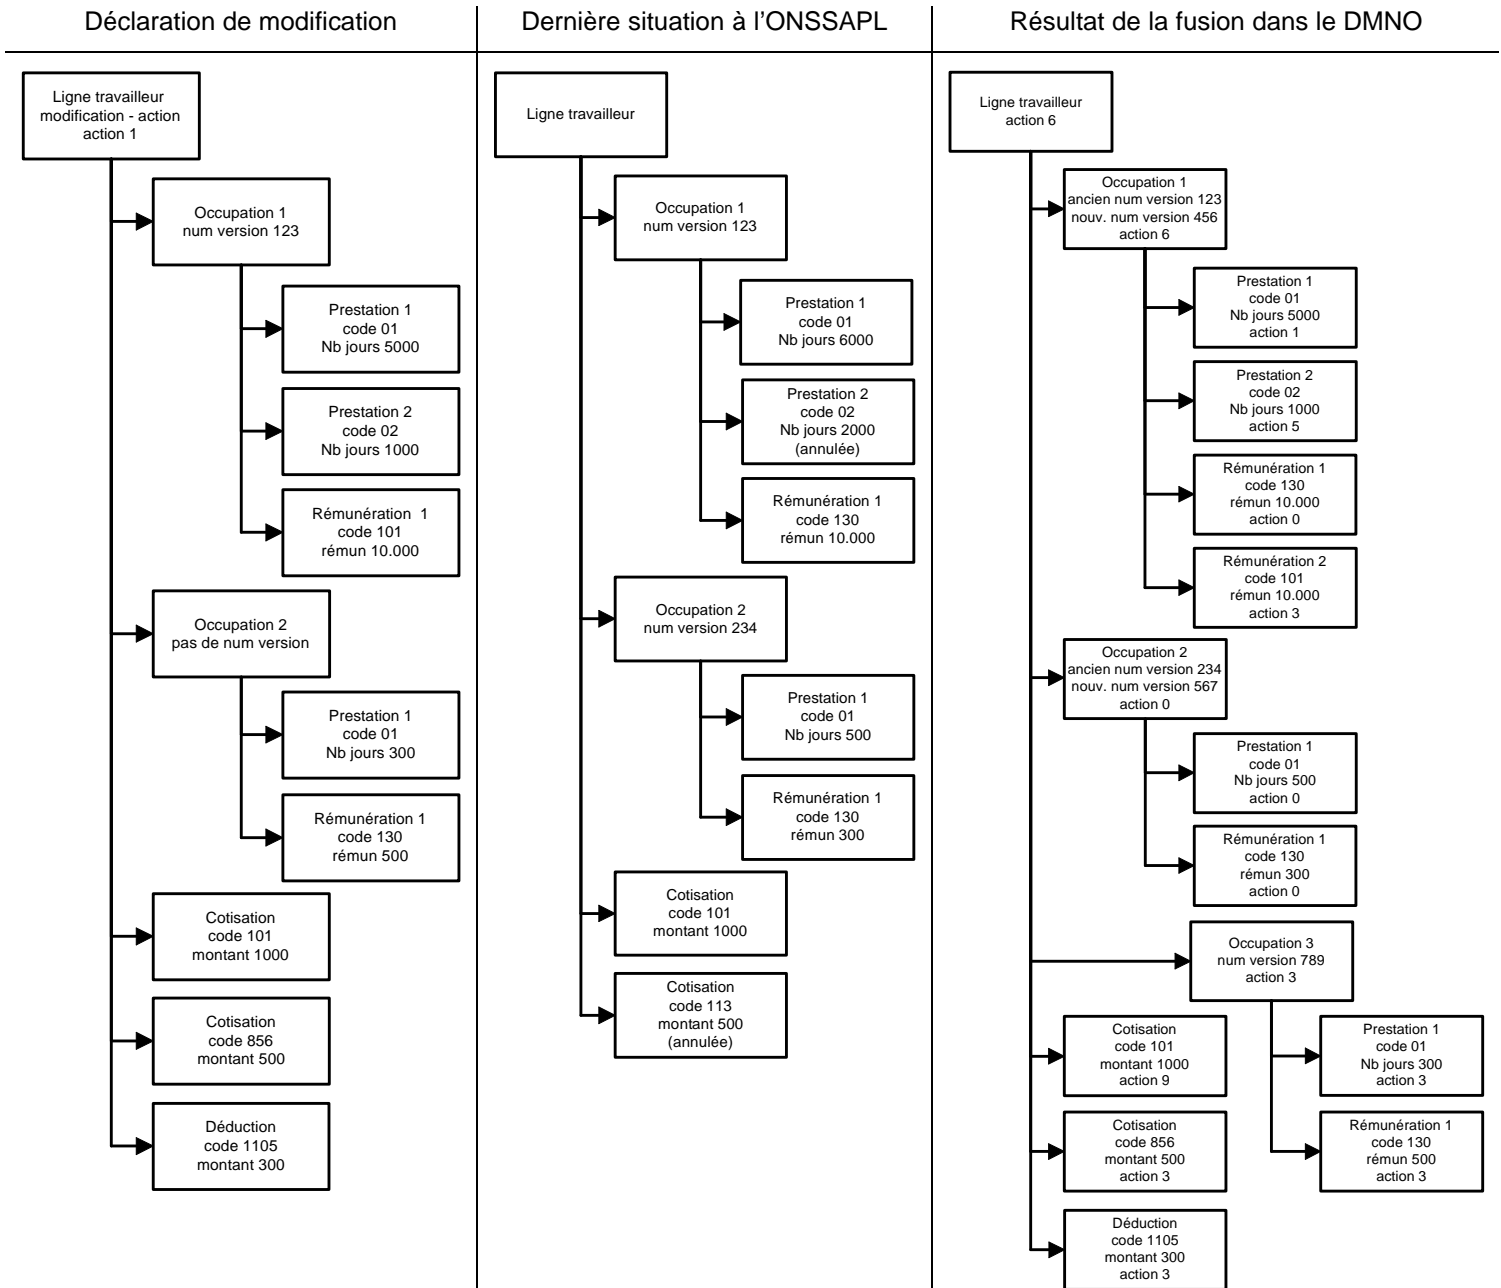 Déclaration de modification
Ligne travailleur
modification - action
action 1
Occupation 1
num version 123
Prestation 1
code 01
Nb jours 5000
Prestation 2
code 02
Nb jours 1000
Rémunération  1
code 101
rémun 10.000
Occupation 2
pas de num version
Prestation 1
code 01
Nb jours 300
Rémunération 1
code 130
rémun 500
Cotisation
code 101
montant 1000
Cotisation
code 856
montant 500
Déduction
code 1105
montant 300
Dernière situation à l’ONSSAPL
Ligne travailleur
Occupation 1
num version 123
Prestation 1
code 01
Nb jours 6000
Prestation 2
code 02
Nb jours 2000
(annulée)
Rémunération 1
code 130
rémun 10.000
Occupation 2
num version 234
Prestation 1
code 01
Nb jours 500
Rémunération 1
code 130
rémun 300
Cotisation
code 101
montant 1000
Cotisation
code 113
montant 500
(annulée)
Résultat de la fusion dans le DMNO
Ligne travailleur
action 6
Occupation 1
ancien num version 123
nouv. num version 456
action 6
Prestation 1
code 01
Nb jours 5000
action 1
Prestation 2
code 02
Nb jours 1000
action 5
Rémunération 1
code 130
rémun 10.000
action 0
Rémunération 2
code 101
rémun 10.000
action 3
Occupation 2
ancien num version 234
nouv. num version 567
action 0
Prestation 1
code 01
Nb jours 500
action 0
Rémunération 1
code 130
rémun 300
action 0
Occupation 3
num version 789
action 3
Prestation 1
code 01
Nb jours 300
action 3
Rémunération 1
code 130
rémun 500
action 3
Cotisation
code 101
montant 1000
action 9
Cotisation
code 856
montant 500
action 3
Déduction
code 1105
montant 300
action 3